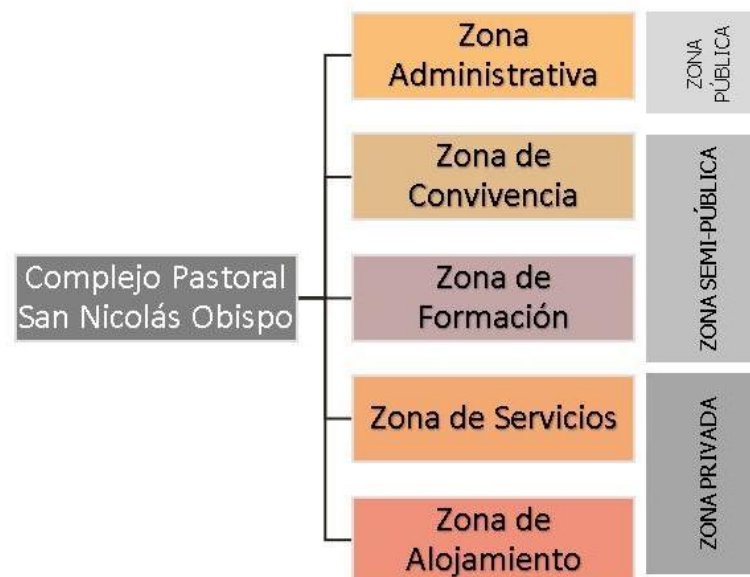 Complejo Pastoral
San Nicolás Obispo
Zona
Administrativa
Zona de
Convivencia
Zona de
Formación
Zona de Servicios
Zona de
Alojamiento
ZONA
PÚBLICA
ZONA SEMI-PÚBLICA
ZONA PRIVADA